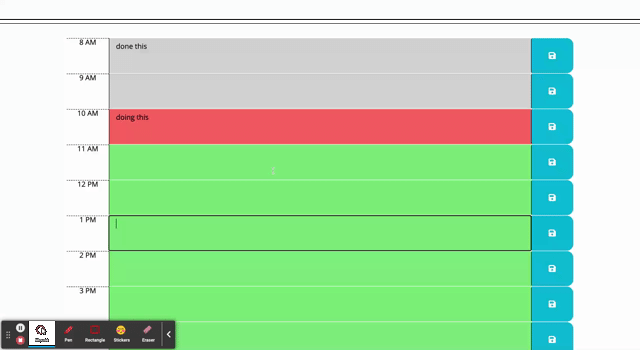 8 AM
done this
9 AM
10 AM
doing this
11 AM
12 PM
1 PM
2 PM
3 PM
Pen
Rectangle
Stickers
Eraser